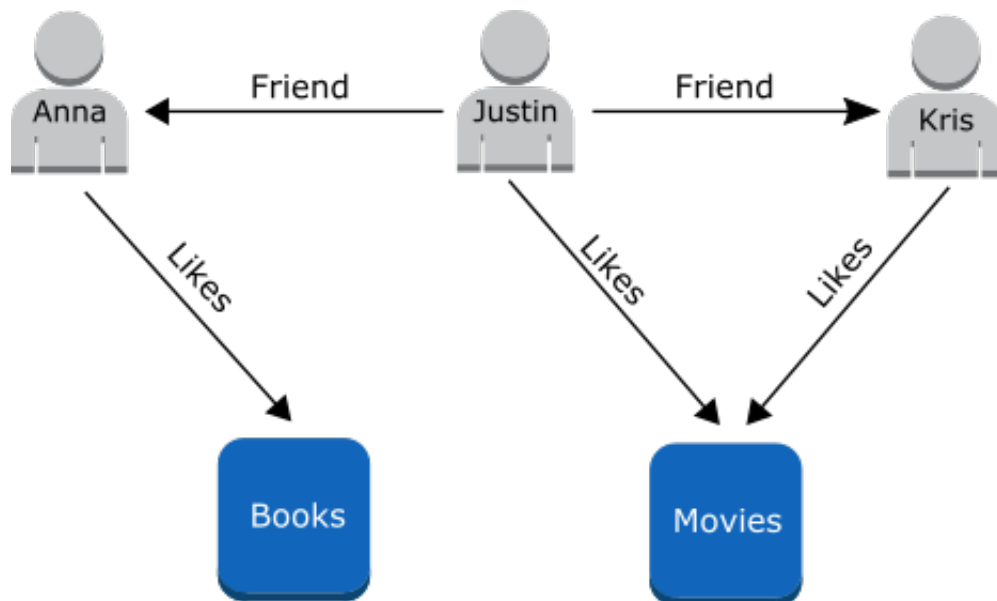 Friend
Friend
Anna
Justin
Kris
Likes
Likes
Likes
Books
Movies